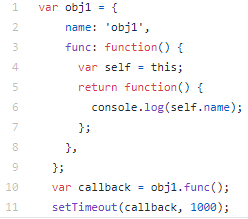 1 var obj1 = {
2 name: 'obj1',
3 func: function() {
4 var self = this;
5 return function() {
6 console.log(self.name);
7 };
8 },
9 };
10 var callback = obj1.func();
11 setTimeout(callback, 1000);